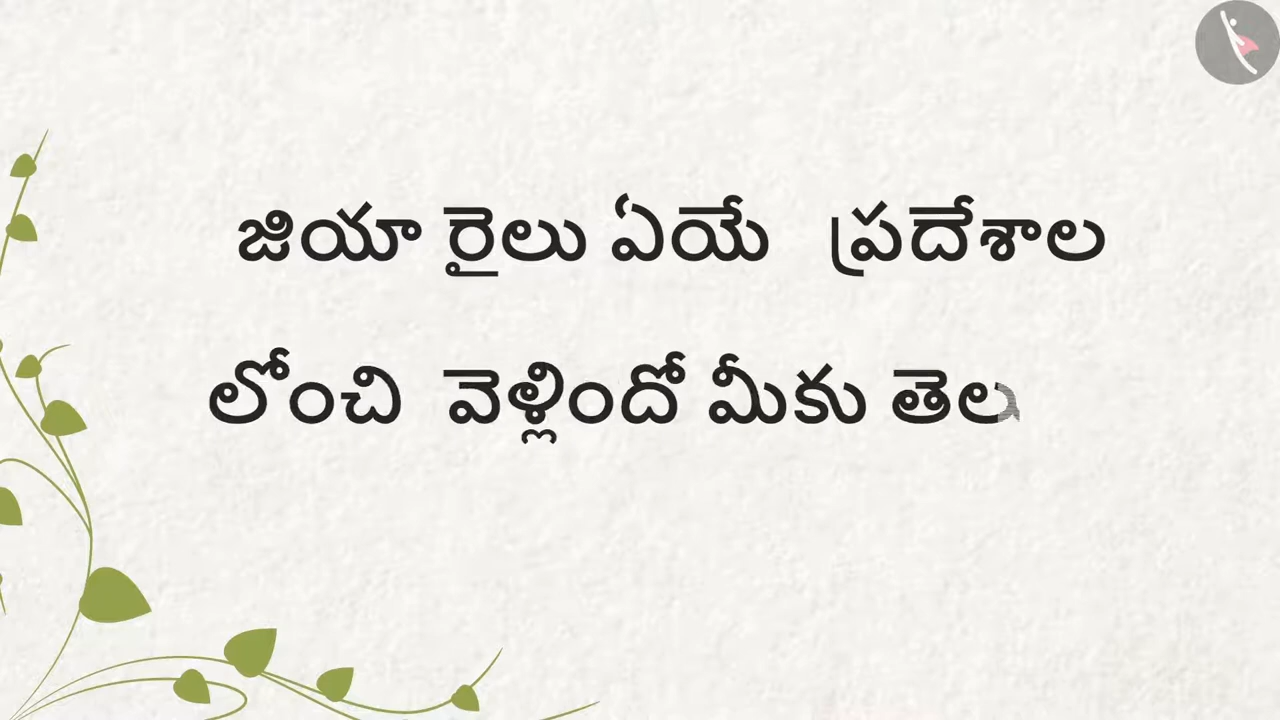 జియా రైలు ఏయే ప్రదేశాల
లోంచి వెళ్లిందో మీకు తెల